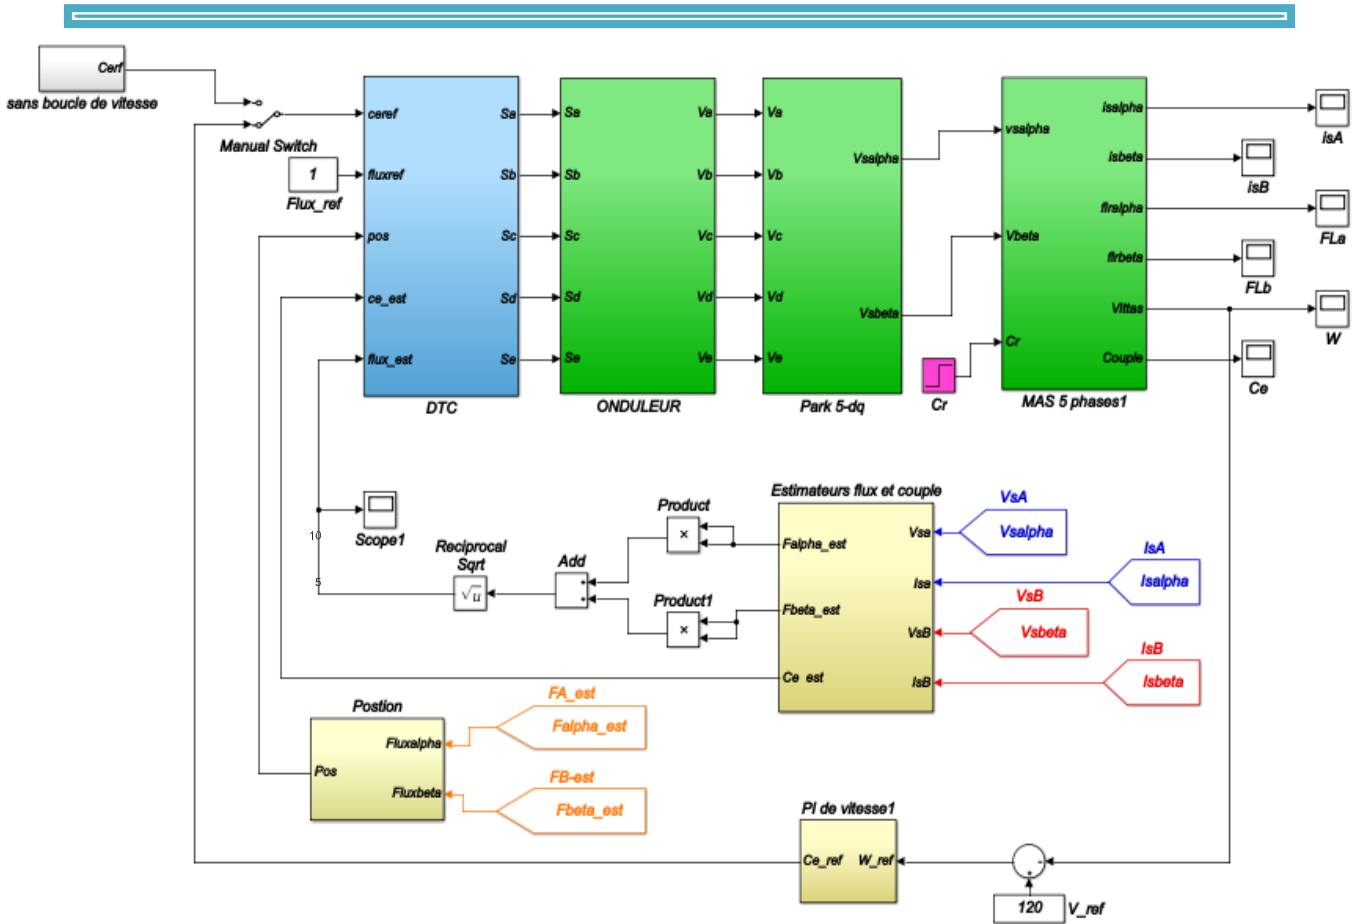 Cerf
sans boucle de vitesse
Manual Switch
1
Flux_ref
ceref
fluxref
pos
ce_est
flux_est
Sa
Sb
Sc
Sd
Se
DTC
Sa
Sb
Sc
Sd
Se
Va
Vb
Vc
Vd
Ve
ONDULEUR
Va
Vb
Vc
Vd
Ve
Vsalpha
Vsbeta
Park 5-dq
Cr
vsalpha
Vbeta
Cr
isalpha
isbeta
flralpha
flrbeta
Vittas
Couple
MAS 5 phases1
isA
isB
FLa
FLb
W
Ce
Scope1
10
5
Reciprocal
Sqrt
√u
Add
+
+
Product
×
Product1
×
Estimateurs flux et couple
Falpha_est
Fbeta_est
Ce est
Vsa
Isa
VsB
IsB
VsA
Vsalpha
IsA
Isalpha
VsB
Vsbeta
IsB
Isbeta
Postion
Pos
Fluxalpha
Fluxbeta
FA_est
Falpha_est
FB-est
Fbeta_est
PI de vitesse1
Ce_ref
W_ref
-
+
120
V_ref